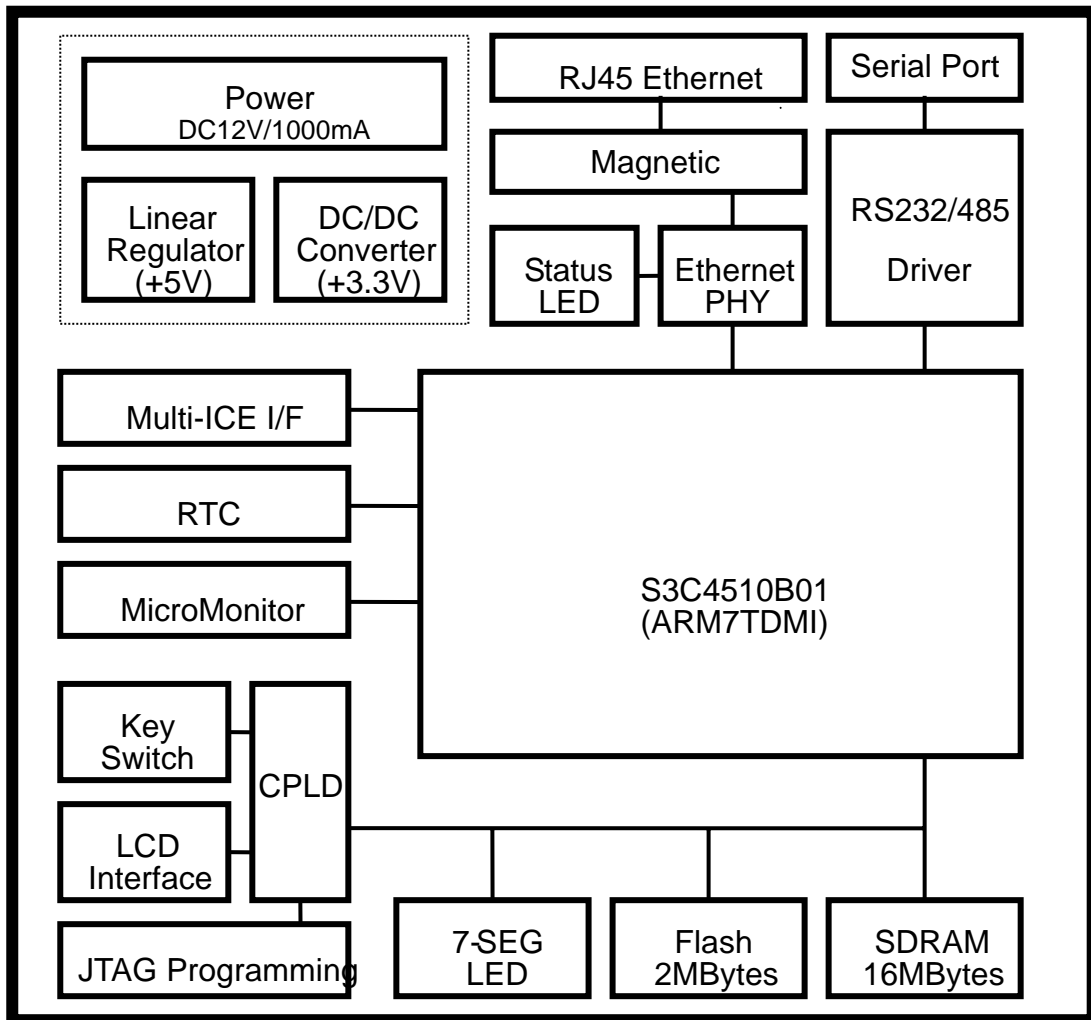 Power
DC12V/1000mA
Linear
Regulator
(+5V)
DC/DC
Converter
(+3.3V)
RJ45 Ethernet
Serial Port
Magnetic
RS232/485
Driver
Status
LED
Ethernet
PHY
Multi-ICE I/F
RTC
MicroMonitor
S3C4510B01
(ARM7TDMI)
Key
Switch
CPLD
LCD
Interface
JTAG Programming
7-SEG
LED
Flash
2MBytes
SDRAM
16MBytes